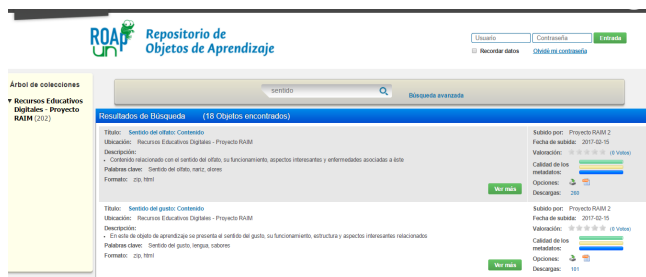 ROAp
un
Repositorio de
Objetos de Aprendizaje
Usuario
Contraseña
Entrada
Recordar datos
Olvidé mi contraseña
Árbol de colecciones
Recursos Educativos
Digitales - Proyecto
RAIM (202)
sentido
Búsqueda avanzada
Resultados de Búsqueda (18 Objetos encontrados)
Título: Sentido del olfato: Contenido
Ubicación: Recursos Educativos Digitales - Proyecto RAIM
Descripción:
- Contenido relacionado con el sentido del olfato, su funcionamiento, aspectos interesantes y enfermedades asociadas a éste
Palabras clave: Sentido del olfato, nariz, olores
Formato: zip, html
Ver más
Subido por: Proyecto RAIM 2
Fecha de subida: 2017-02-15
Valoración: (0 Votos)
Calidad de los
metadatos:
Opciones:
Descargas: 260
Título: Sentido del gusto: Contenido
Ubicación: Recursos Educativos Digitales - Proyecto RAIM
Descripción:
- En este de objeto de aprendizaje se presenta el sentido del gusto, su funcionamiento, estructura y aspectos interesantes relacionados
Palabras clave: Sentido del gusto, lengua, sabores
Formato: zip, html
Ver más
Subido por: Proyecto RAIM 2
Fecha de subida: 2017-02-15
Valoración: (0 Votos)
Calidad de los
metadatos:
Opciones:
Descargas: 101